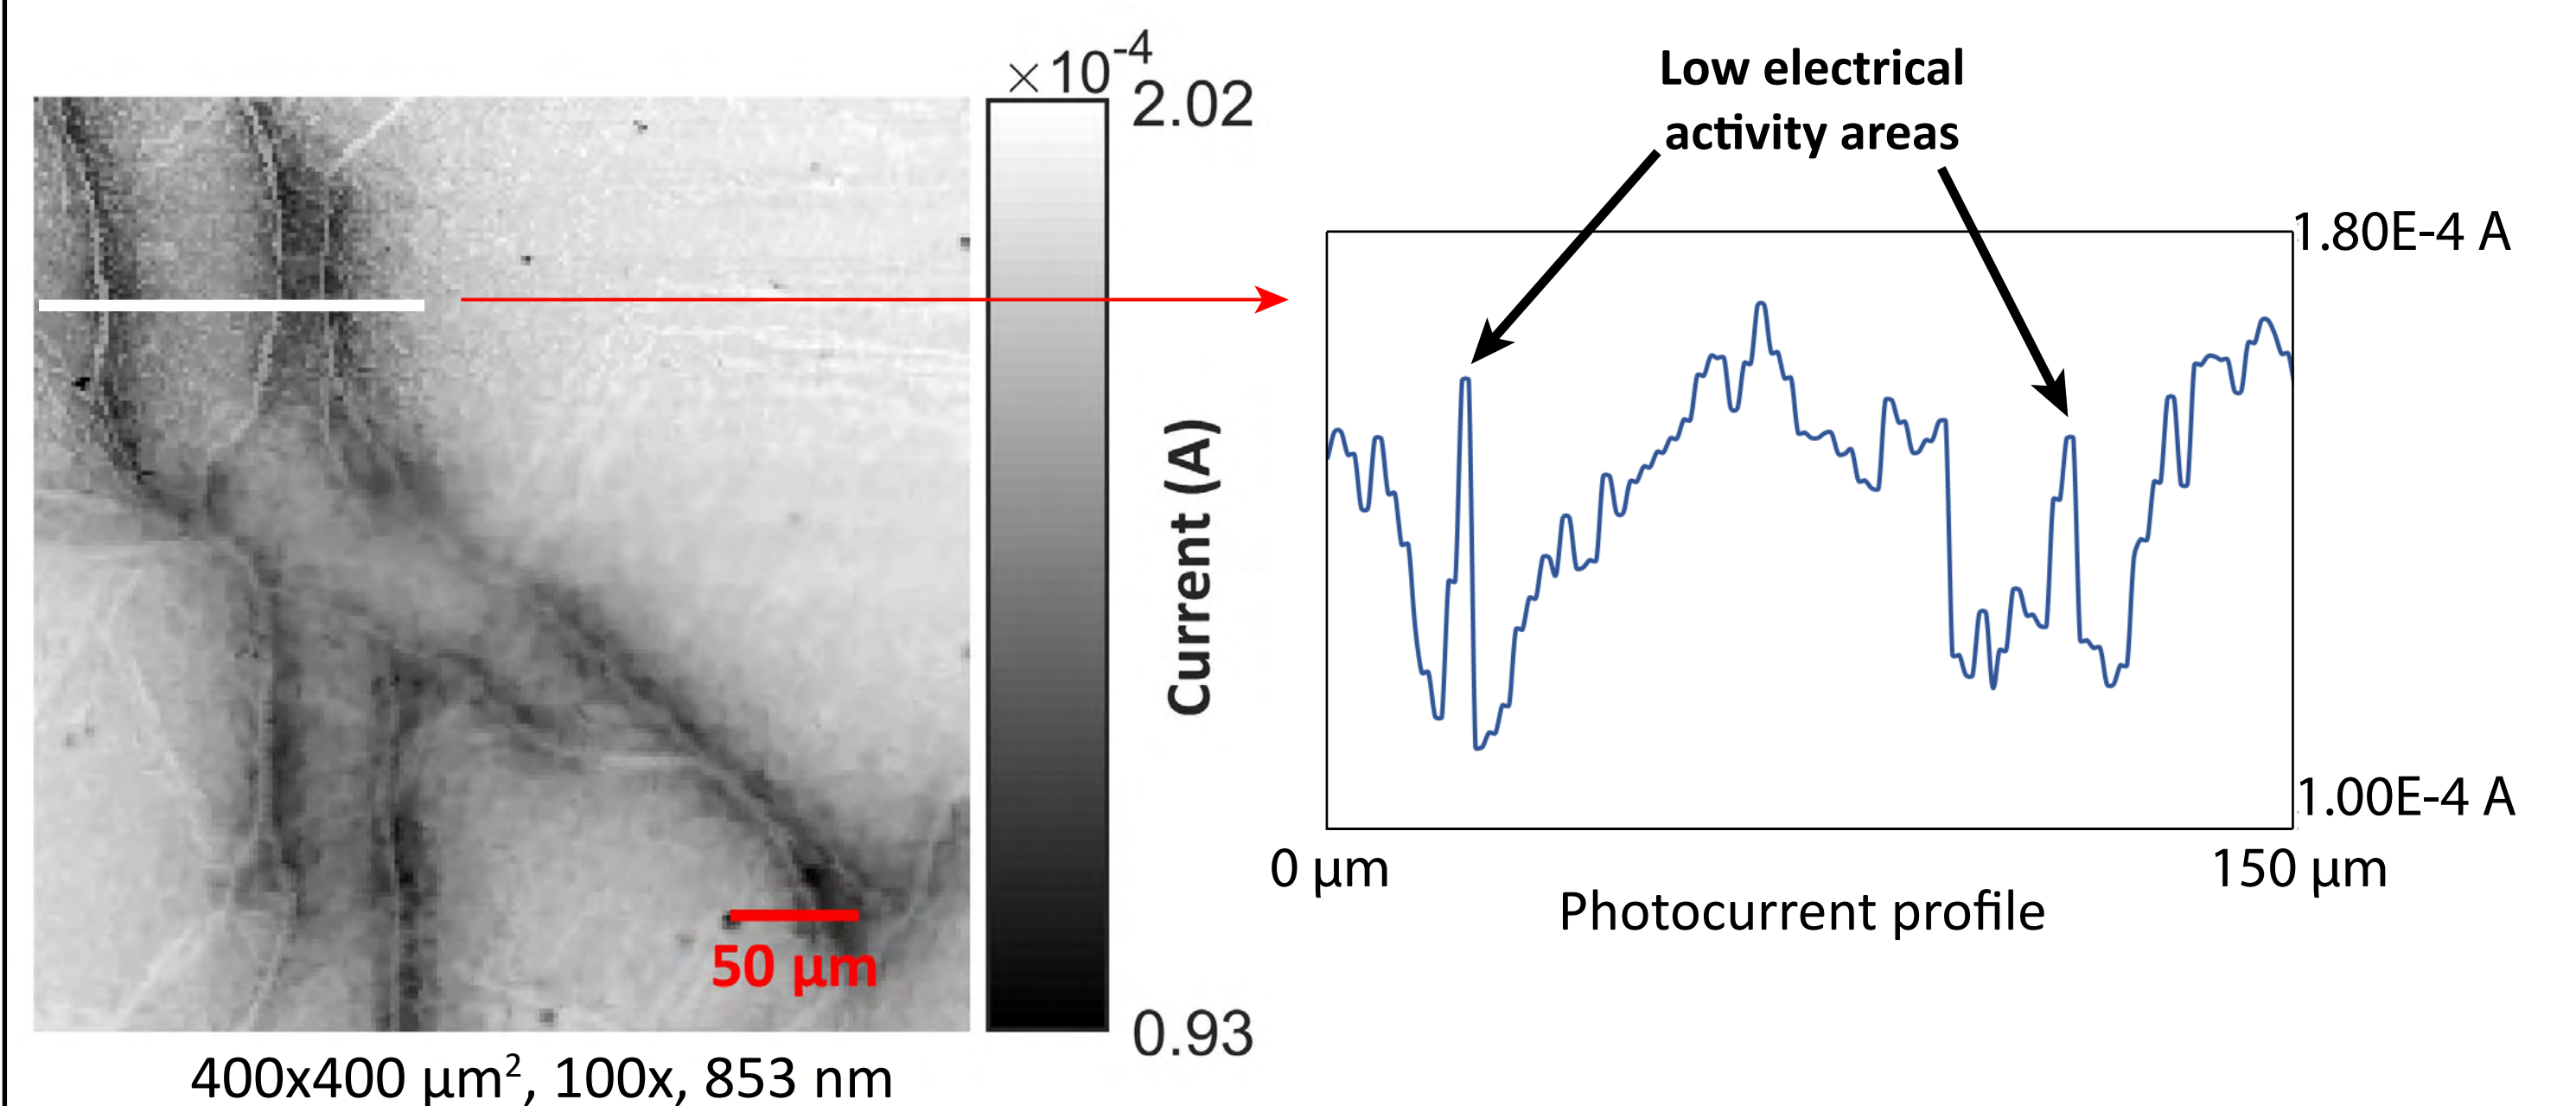 ×10-4
2.02
Current (A)
0.93
50 µm
400x400 µm², 100x, 853 nm
Low electrical
activity areas
1.80E-4 A
1.00E-4 A
0 µm
150 µm
Photocurrent profile